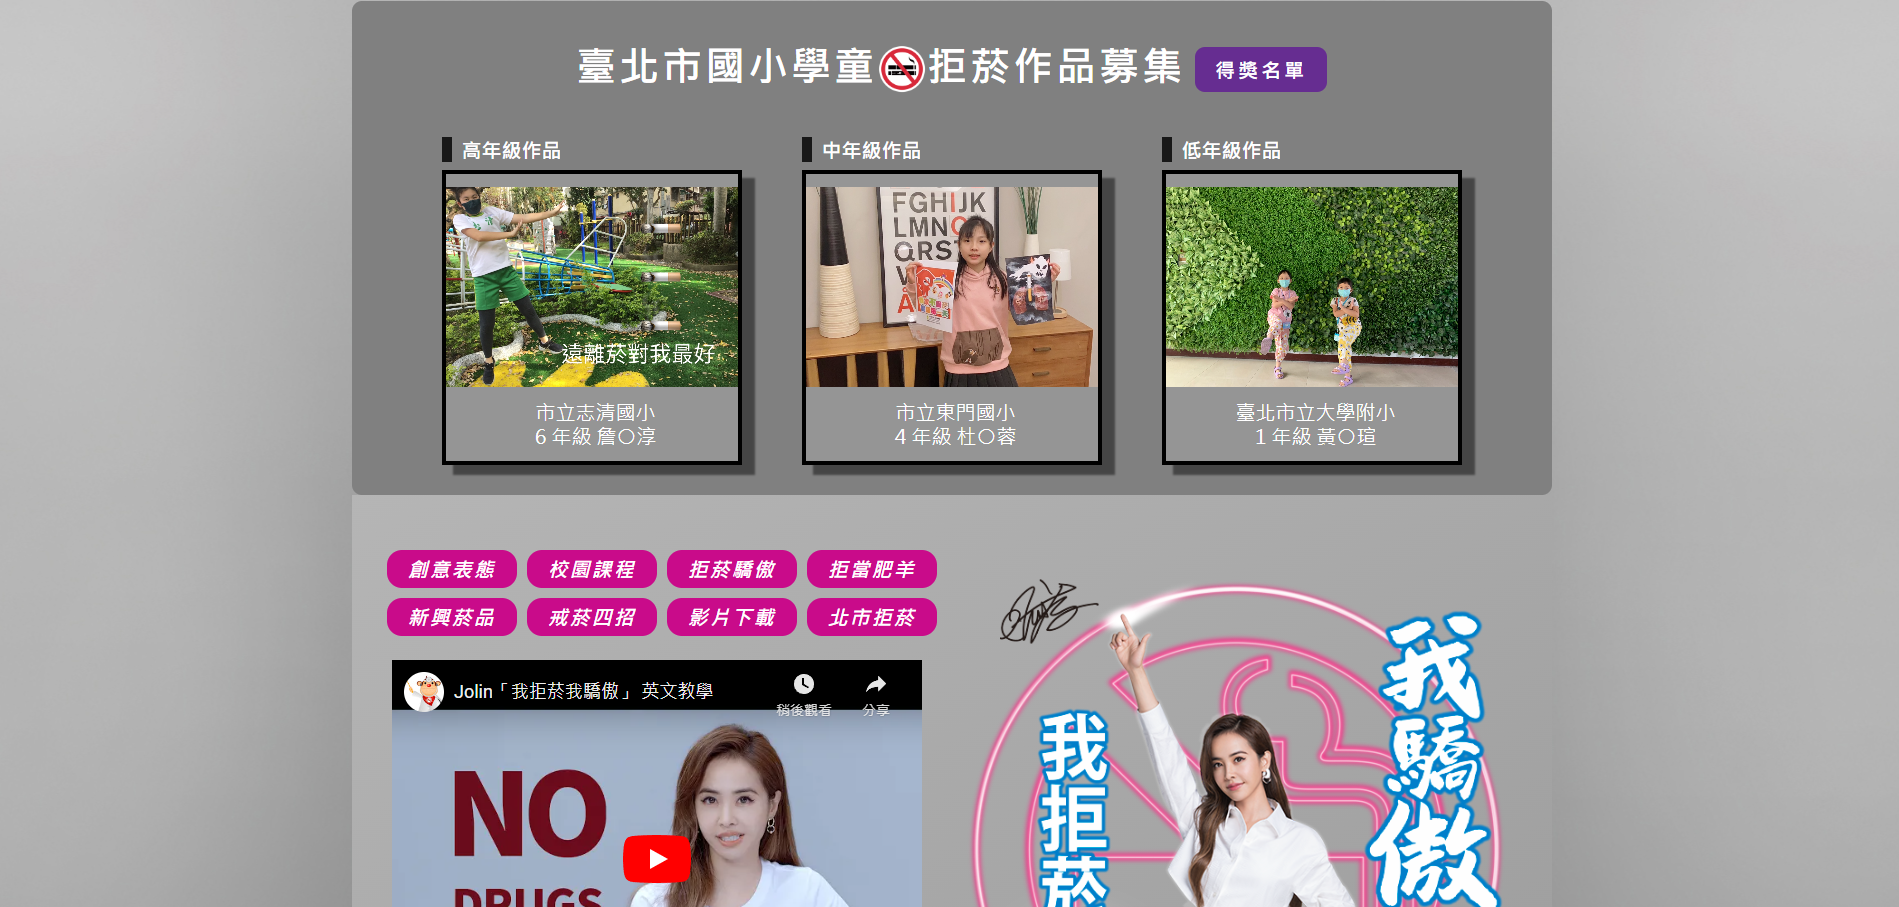 臺北市國小學童拒菸作品募集 得獎名單
高年級作品
遠離菸對我最好
市立志清國小
6 年級 詹〇淳
中年級作品
FGHIJK
LMNO
QRST
市立東門國小
4 年級 杜〇蓉
低年級作品
臺北市立大學附小
1 年級 黃〇瑄
創意表態 校園課程 拒菸驕傲 拒當肥羊
新興菸品 戒菸四招 影片下載 北市拒菸
Jolin「我拒菸我驕傲」 英文教學
稍後觀看 分享
NO
DRUGS
我拒菸
我驕傲